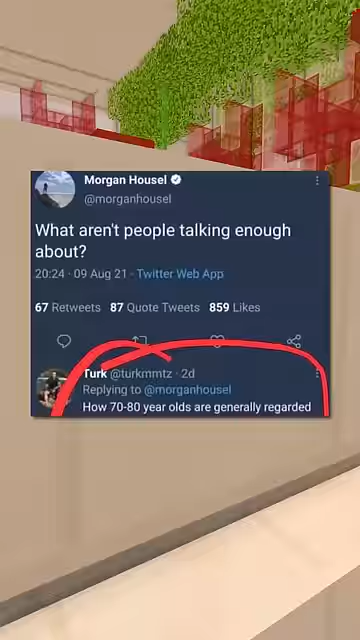 Morgan Housel
@morganhousel
What aren't people talking enough
about?
20:24 · 09 Aug 21 · Twitter Web App
67 Retweets 87 Quote Tweets 859 Likes
Turk @turkmmtz · 2d
Replying to @morganhousel
How 70-80 year olds are generally regarded